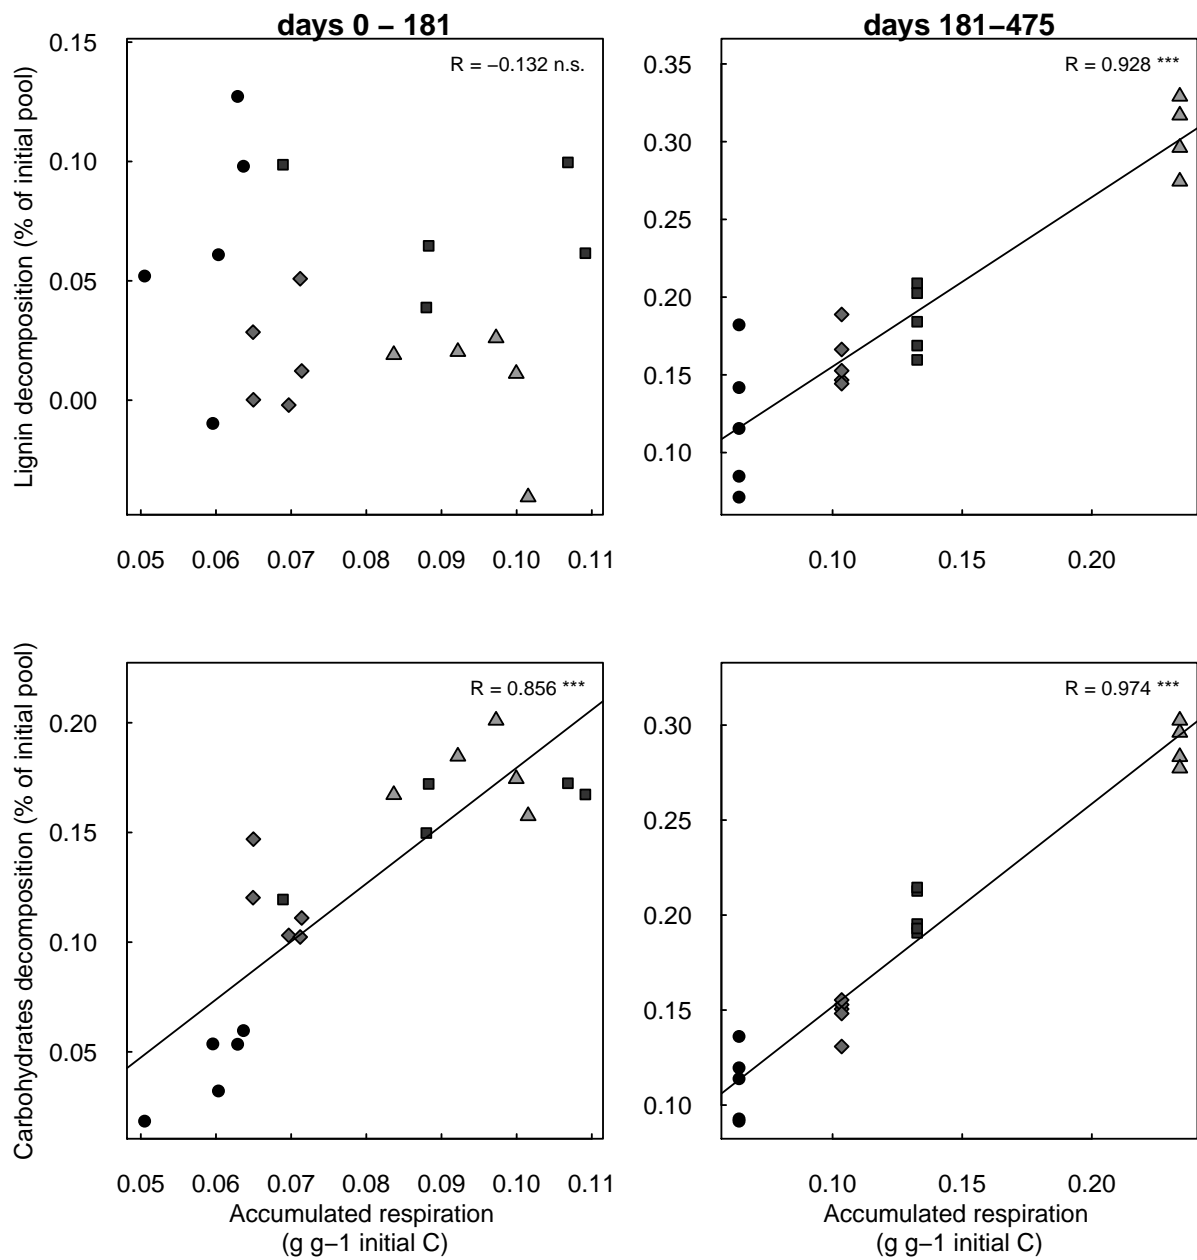 days 0 – 181
days 181–475
Lignin decomposition (% of initial pool)
0.15
0.10
0.05
0.00
R = −0.132 n.s.
0.05 0.06 0.07 0.08 0.09 0.10 0.11
0.35
0.30
0.25
0.20
0.15
0.10
R = 0.928 ***
0.10 0.15 0.20
Carbohydrates decomposition (% of initial pool)
0.20
0.15
0.10
0.05
R = 0.856 ***
0.05 0.06 0.07 0.08 0.09 0.10 0.11
Accumulated respiration
(g g−1 initial C)
0.30
0.25
0.20
0.15
0.10
R = 0.974 ***
0.10 0.15 0.20
Accumulated respiration
(g g−1 initial C)